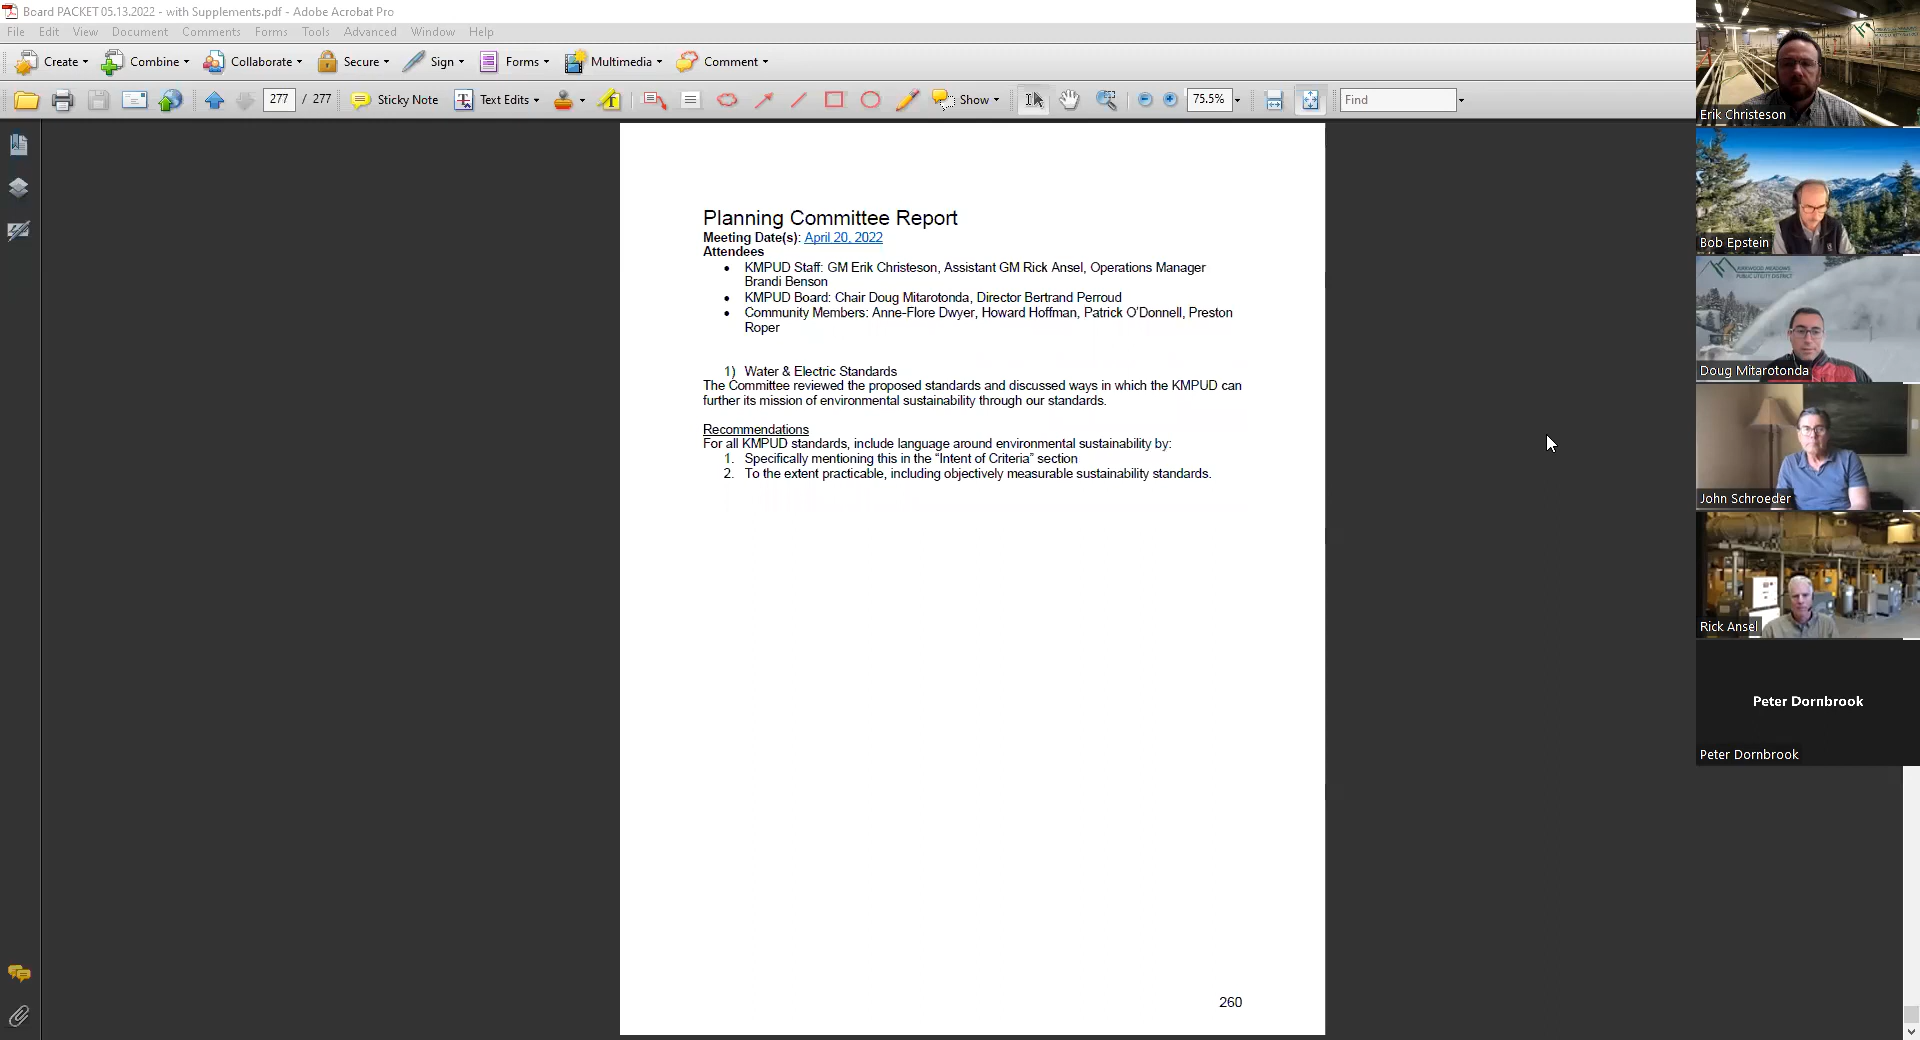 Board PACKET 05.13.2022 - with Supplements.pdf - Adobe Acrobat Pro
File Edit View Document Comments Forms Tools Advanced Window Help
Create Combine Collaborate Secure Sign Forms Multimedia Comment
277 / 277 Sticky Note Text Edits Show 75.5% Find
Planning Committee Report
Meeting Date(s): April 20, 2022
Attendees
• KMPUD Staff: GM Erik Christeson, Assistant GM Rick Ansel, Operations Manager
Brandi Benson
• KMPUD Board: Chair Doug Mitarotonda, Director Bertrand Perroud
• Community Members: Anne-Flore Dwyer, Howard Hoffman, Patrick O'Donnell, Preston
Roper
1) Water & Electric Standards
The Committee reviewed the proposed standards and discussed ways in which the KMPUD can
further its mission of environmental sustainability through our standards.
Recommendations
For all KMPUD standards, include language around environmental sustainability by:
1. Specifically mentioning this in the "Intent of Criteria" section
2. To the extent practicable, including objectively measurable sustainability standards.
260
Erik Christeson
Bob Epstein
KIRKWOOD MEADOWS
PUBLIC UTILITY DISTRICT
Doug Mitarotonda
John Schroeder
Rick Ansel
Peter Dornbrook
Peter Dornbrook